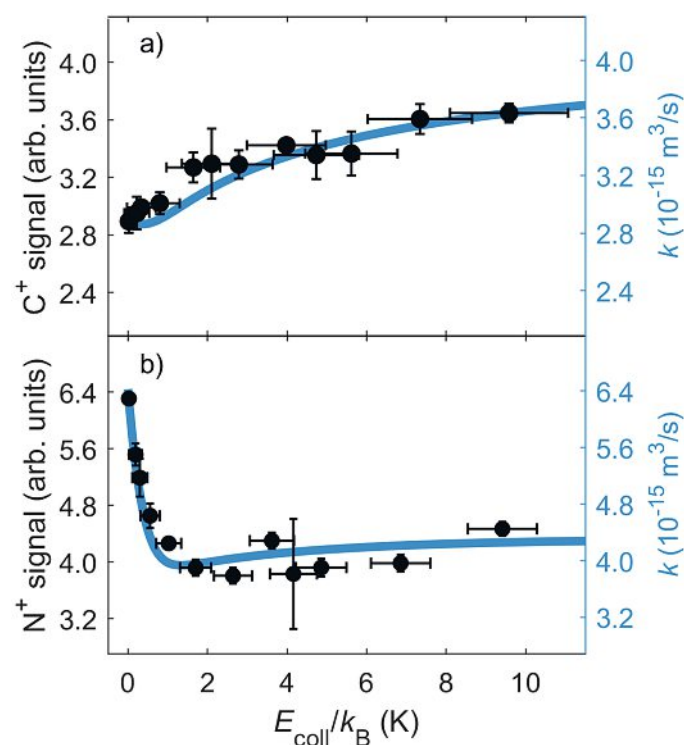 a)
4.0
3.6
3.2
2.8
2.4
C⁺ signal (arb. units)
4.0
3.6
3.2
2.8
2.4
k (10⁻¹⁵ m³/s)
b)
6.4
5.6
4.8
4.0
3.2
N⁺ signal (arb. units)
6.4
5.6
4.8
4.0
3.2
k (10⁻¹⁵ m³/s)
0 2 4 6 8 10
E_coll/k_B (K)